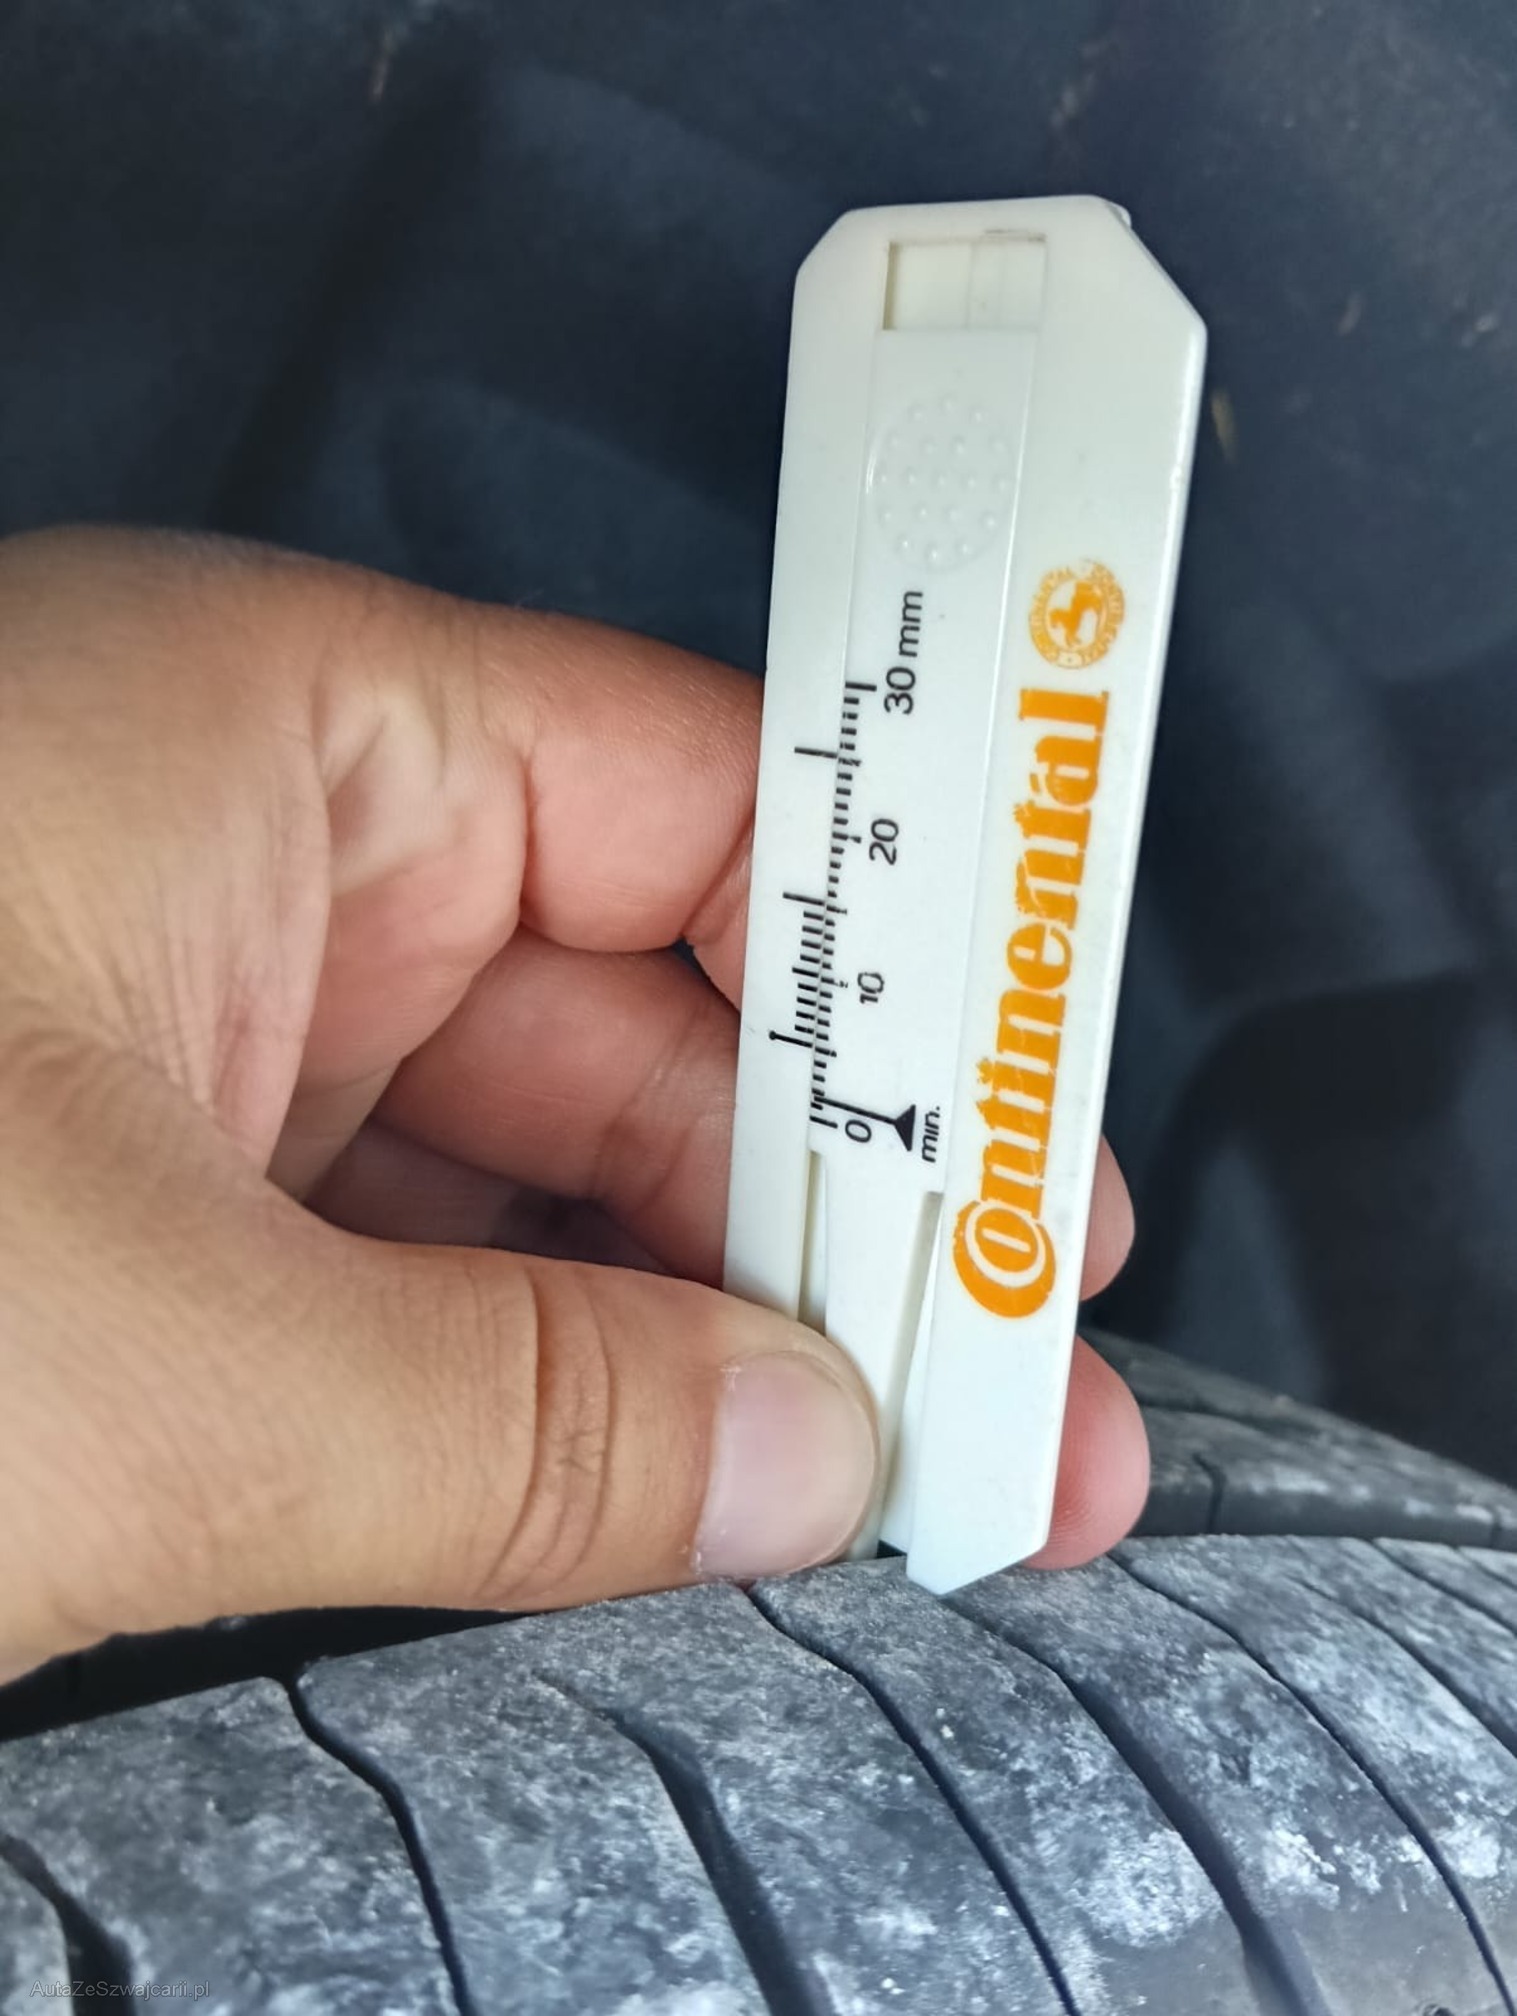 30 mm
20
10
0
min.
Continental
AutaZeSzwajcarii.pl